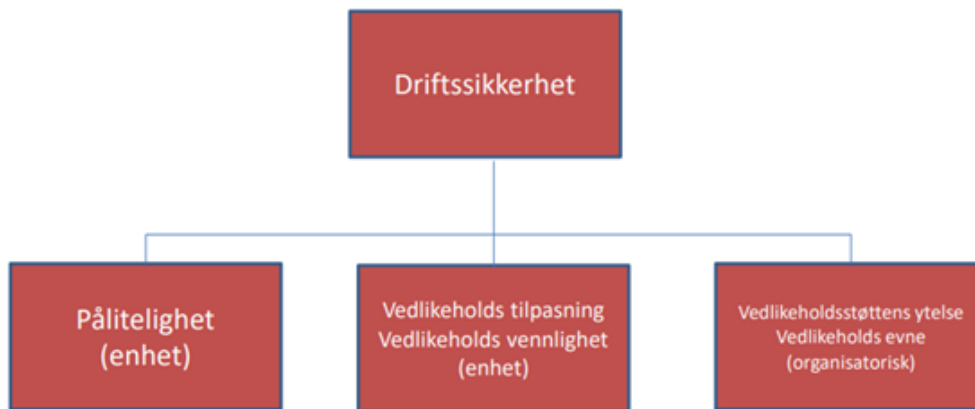 Driftssikkerhet
Pålitelighet
(enhet)
Vedlikeholds tilpasning
Vedlikeholds vennlighet
(enhet)
Vedlikeholdsstøttens ytelse
Vedlikeholds evne
(organisatorisk)